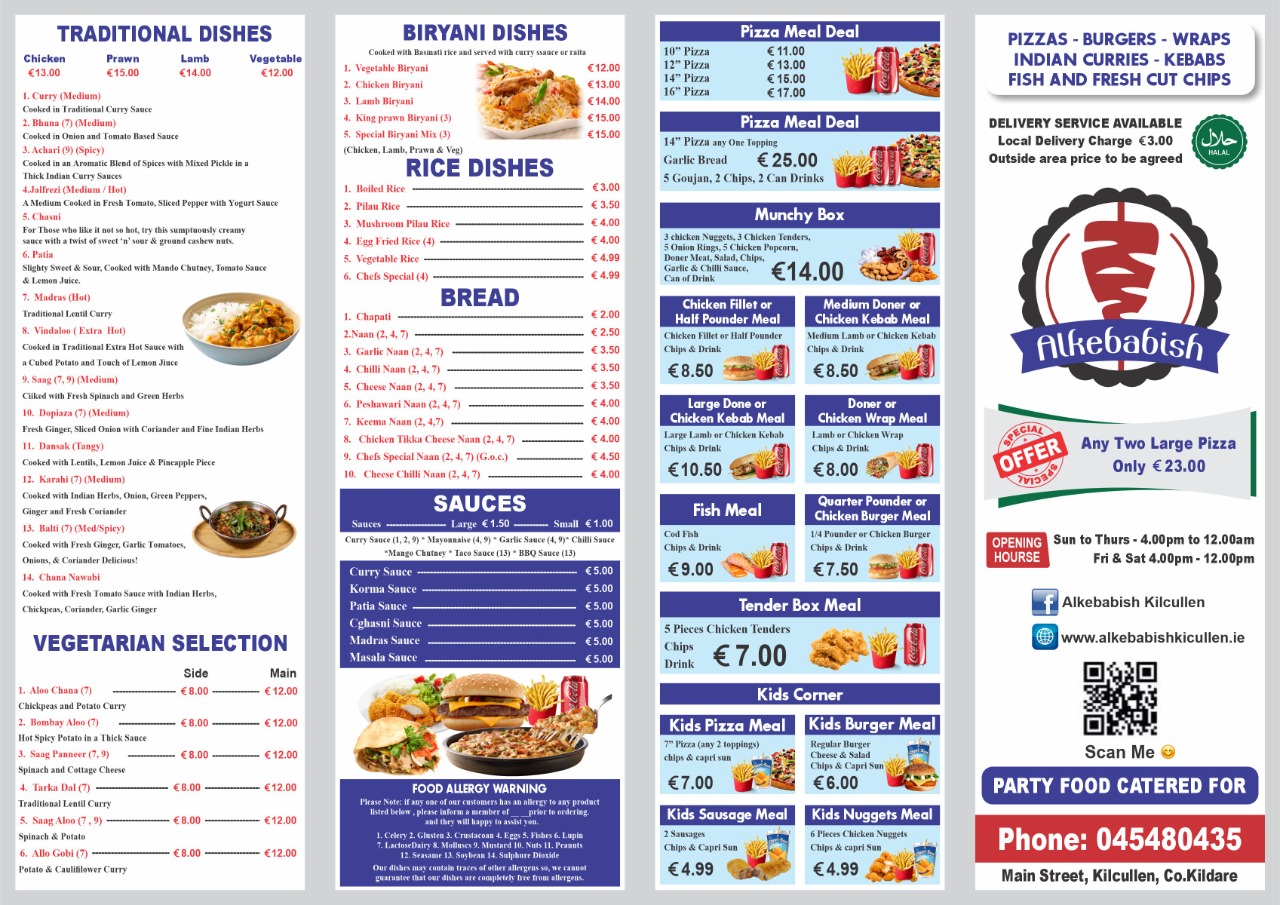 TRADITIONAL DISHES
Chicken Prawn Lamb Vegetable
€13.00 €15.00 €14.00 €12.00
1. Curry (Medium)
Cooked in Traditional Curry Sauce
2. Bhuna (7) (Medium)
Cooked in Onion and Tomato Based Sauce
3. Achari (9) (Spicy)
Cooked in an Aromatic Blend of Spices with Mixed Pickle in a
Thick Indian Curry Sauces
4.Jalfrezi (Medium / Hot)
A Medium Cooked in Fresh Tomato, Sliced Pepper with Yogurt Sauce
5. Chasni
For Those who like it not so hot, try this sumptuously creamy
sauce with a twist of sweet 'n' sour & ground cashew nuts.
6. Patia
Slighty Sweet & Sour, Cooked with Mando Chutney, Tomato Sauce
& Lemon Juice.
7. Madras (Hot)
Traditional Lentil Curry
8. Vindaloo ( Extra Hot)
Cooked in Traditional Extra Hot Sauce with
a Cubed Potato and Touch of Lemon Jiuce
9. Saag (7, 9) (Medium)
Ciiked with Fresh Spinach and Green Herbs
10. Dopiaza (7) (Medium)
Fresh Ginger, Sliced Onion with Coriander and Fine Indian Herbs
11. Dansak (Tangy)
Cooked with Lentils, Lemon Juice & Pineapple Piece
12. Karahi (7) (Medium)
Cooked with Indian Herbs, Onion, Green Peppers,
Ginger and Fresh Coriander
13. Balti (7) (Med/Spicy)
Cooked with Fresh Ginger, Garlic Tomatoes,
Onions, & Coriander Delicious!
14. Chana Nawabi
Cooked with Fresh Tomato Sauce with Indian Herbs,
Chickpeas, Coriander, Garlic Ginger
VEGETARIAN SELECTION
Side Main
1. Aloo Chana (7) €8.00 €12.00
Chickpeas and Potato Curry
2. Bombay Aloo (7) €8.00 €12.00
Hot Spicy Potato in a Thick Sauce
3. Saag Panneer (7, 9) €8.00 €12.00
Spinach and Cottage Cheese
4. Tarka Dal (7) €8.00 €12.00
Traditional Lentil Curry
5. Saag Aloo (7 , 9) €8.00 €12.00
Spinach & Potato
6. Allo Gobi (7) €8.00 €12.00
Potato & Caulifilower Curry
BIRYANI DISHES
Cooked with Basmati rice and served with curry ssauce or raita
1. Vegetable Biryani €12.00
2. Chicken Biryani €13.00
3. Lamb Biryani €14.00
4. King prawn Biryani (3) €15.00
5. Special Biryani Mix (3) €15.00
(Chicken, Lamb, Prawn & Veg)
RICE DISHES
1. Boiled Rice €3.00
2. Pilau Rice €3.50
3. Mushroom Pilau Rice €4.00
4. Egg Fried Rice (4) €4.00
5. Vegetable Rice €4.99
6. Chefs Special (4) €4.99
BREAD
1. Chapati €2.00
2.Naan (2, 4, 7) €2.50
3. Garlic Naan (2, 4, 7) €3.50
4. Chilli Naan (2, 4, 7) €3.50
5. Cheese Naan (2, 4, 7) €3.50
6. Peshawari Naan (2, 4, 7) €4.00
7. Keema Naan (2, 4,7) €4.00
8. Chicken Tikka Cheese Naan (2, 4, 7) €4.00
9. Chefs Special Naan (2, 4, 7) (G.o.c.) €4.50
10. Cheese Chilli Naan (2, 4, 7) €4.00
SAUCES
Sauces Large €1.50 Small €1.00
Curry Sauce (1, 2, 9) * Mayonnaise (4, 9) * Garlic Sauce (4, 9)* Chilli Sauce
*Mango Chutney * Taco Sauce (13) * BBQ Sauce (13)
Curry Sauce €5.00
Korma Sauce €5.00
Patia Sauce €5.00
Cghasni Sauce €5.00
Madras Sauce €5.00
Masala Sauce €5.00
FOOD ALLERGY WARNING
Please Note: if any one of our customers has an allergy to any product
listed below , please inform a member of ___ prior to ordering.
and they will happy to assist you.
1. Celery 2. Glusten 3. Crustacoan 4. Eggs 5. Fishes 6. Lupin
7. LactoseDairy 8. Molluscs 9. Mustard 10. Nuts 11. Peanuts
12. Seasame 13. Soybean 14. Sulphure Dioxide
Our dishes may contain traces of other allergens so, we cannot
guarantee that our dishes are completely free from allergens.
Pizza Meal Deal
10” Pizza €11.00
12” Pizza €13.00
14” Pizza €15.00
16” Pizza €17.00
Pizza Meal Deal
14” Pizza any One Topping
Garlic Bread €25.00
5 Goujan, 2 Chips, 2 Can Drinks
Munchy Box
3 chicken Nuggets, 3 Chicken Tenders,
5 Onion Rings, 5 Chicken Popcorn,
Doner Meat, Salad, Chips,
Garlic & Chilli Sauce,
Can of Drink €14.00
Chicken Fillet or
Half Pounder Meal
Chicken Fillet or Half Pounder
Chips & Drink
€8.50
Medium Doner or
Chicken Kebab Meal
Medium Lamb or Chicken Kebab
Chips & Drink
€8.50
Large Done or
Chicken Kebab Meal
Large Lamb or Chicken Kebab
Chips & Drink
€10.50
Doner or
Chicken Wrap Meal
Lamb or Chicken Wrap
Chips & Drink
€8.00
Fish Meal
Cod Fish
Chips & Drink
€9.00
Quarter Pounder or
Chicken Burger Meal
1/4 Pounder or Chicken Burger
Chips & Drink
€7.50
Tender Box Meal
5 Pieces Chicken Tenders
Chips
Drink €7.00
Kids Corner
Kids Pizza Meal
7” Pizza (any 2 toppings)
chips & capri sun
€7.00
Kids Burger Meal
Regular Burger
Cheese & Salad
Chips & Capri Sun
€6.00
Kids Sausage Meal
2 Sausages
Chips & Capri Sun
€4.99
Kids Nuggets Meal
6 Pieces Chicken Nuggets
Chips & capri Sun
€4.99
PIZZAS - BURGERS - WRAPS
INDIAN CURRIES - KEBABS
FISH AND FRESH CUT CHIPS
DELIVERY SERVICE AVAILABLE
Local Delivery Charge €3.00
Outside area price to be agreed
حلال
HALAL
Alkebabish
SPECIAL
OFFER
SPECIAL
Any Two Large Pizza
Only €23.00
OPENING
HOURSE
Sun to Thurs - 4.00pm to 12.00am
Fri & Sat 4.00pm - 12.00pm
Alkebabish Kilcullen
www.alkebabishkicullen.ie
Scan Me 😊
PARTY FOOD CATERED FOR
Phone: 045480435
Main Street, Kilcullen, Co.Kildare